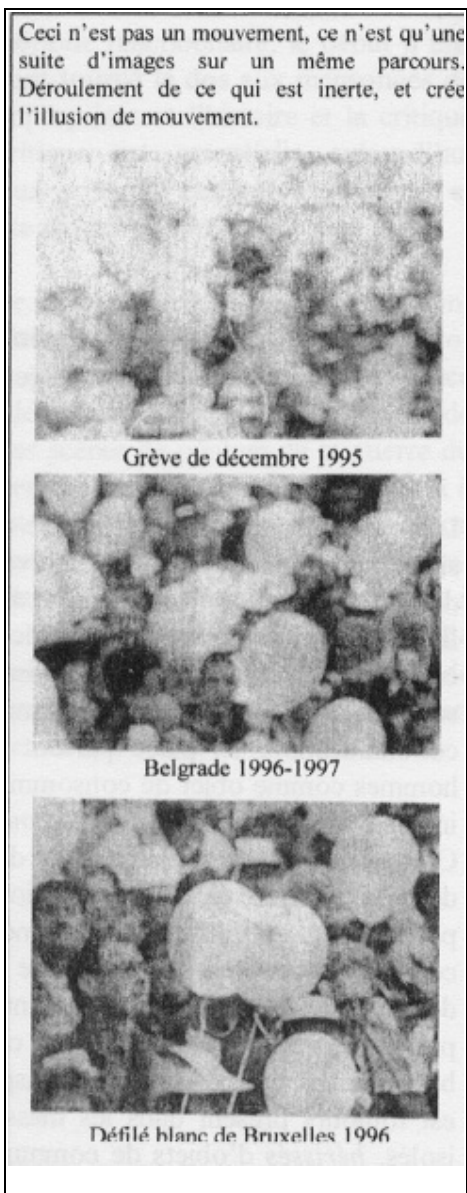 Ceci n'est pas un mouvement, ce n'est qu'une
suite d'images sur un même parcours.
Déroulement de ce qui est inerte, et crée
l'illusion de mouvement.
Grève de décembre 1995
Belgrade 1996-1997
Défilé blanc de Bruxelles 1996